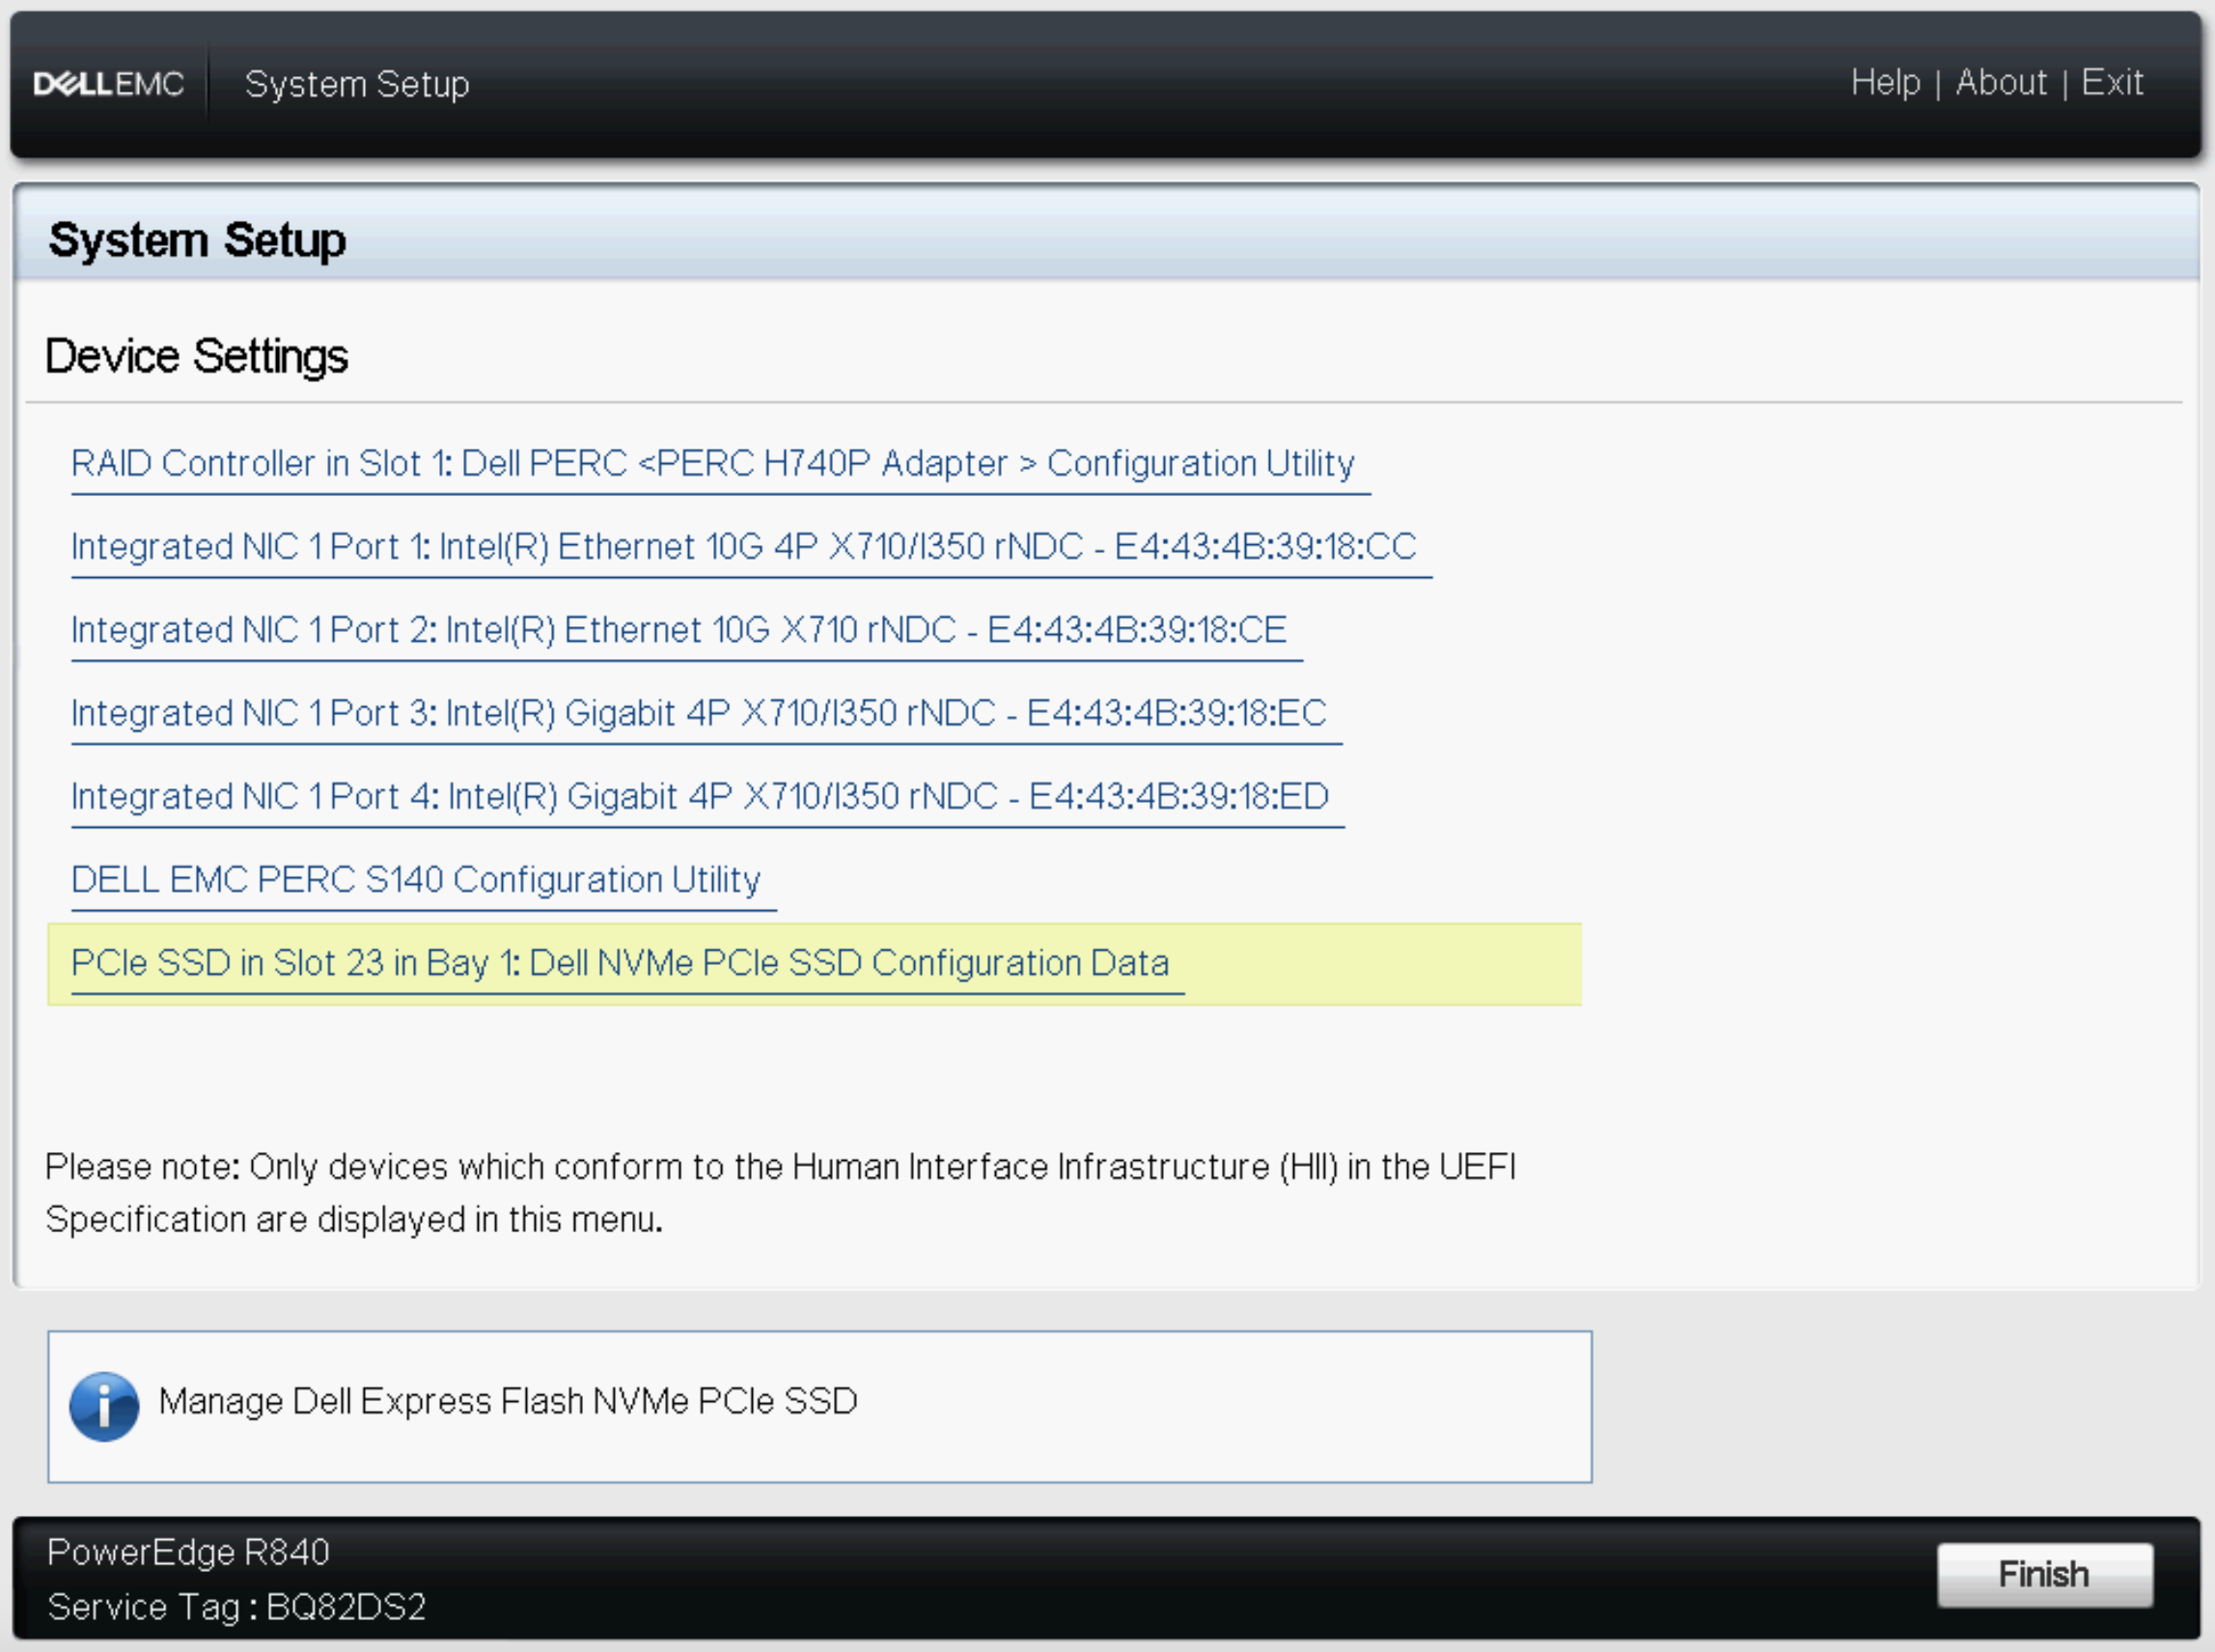 DELLEMC System Setup Help | About | Exit
System Setup
Device Settings
RAID Controller in Slot 1: Dell PERC <PERC H740P Adapter > Configuration Utility
Integrated NIC 1 Port 1: Intel(R) Ethernet 10G 4P X710/I350 rNDC - E4:43:4B:39:18:CC
Integrated NIC 1 Port 2: Intel(R) Ethernet 10G X710 rNDC - E4:43:4B:39:18:CE
Integrated NIC 1 Port 3: Intel(R) Gigabit 4P X710/I350 rNDC - E4:43:4B:39:18:EC
Integrated NIC 1 Port 4: Intel(R) Gigabit 4P X710/I350 rNDC - E4:43:4B:39:18:ED
DELL EMC PERC S140 Configuration Utility
PCIe SSD in Slot 23 in Bay 1: Dell NVMe PCIe SSD Configuration Data
Please note: Only devices which conform to the Human Interface Infrastructure (HII) in the UEFI
Specification are displayed in this menu.
Manage Dell Express Flash NVMe PCIe SSD
PowerEdge R840
Service Tag : BQ82DS2
Finish